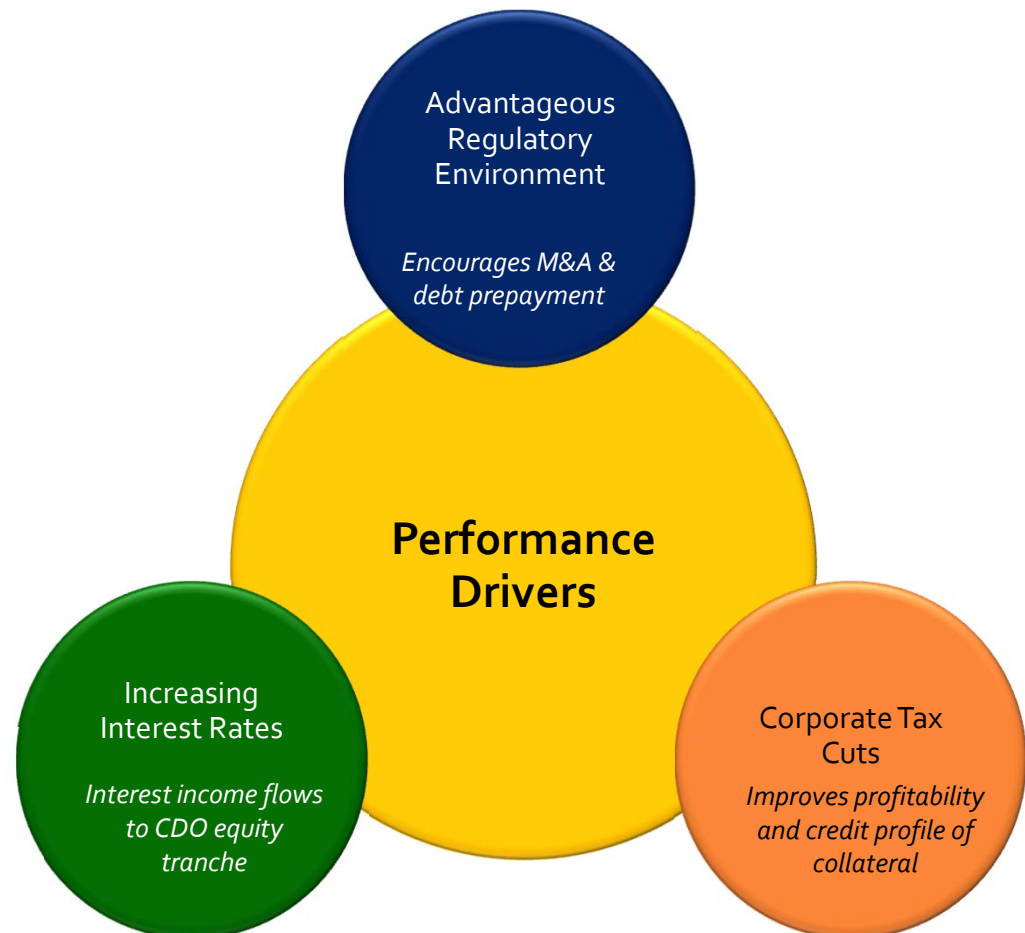 Advantageous
Regulatory
Environment
Encourages M&A &
debt prepayment
Performance
Drivers
Increasing
Interest Rates
Interest income flows
to CDO equity
tranche
Corporate Tax
Cuts
Improves profitability
and credit profile of
collateral